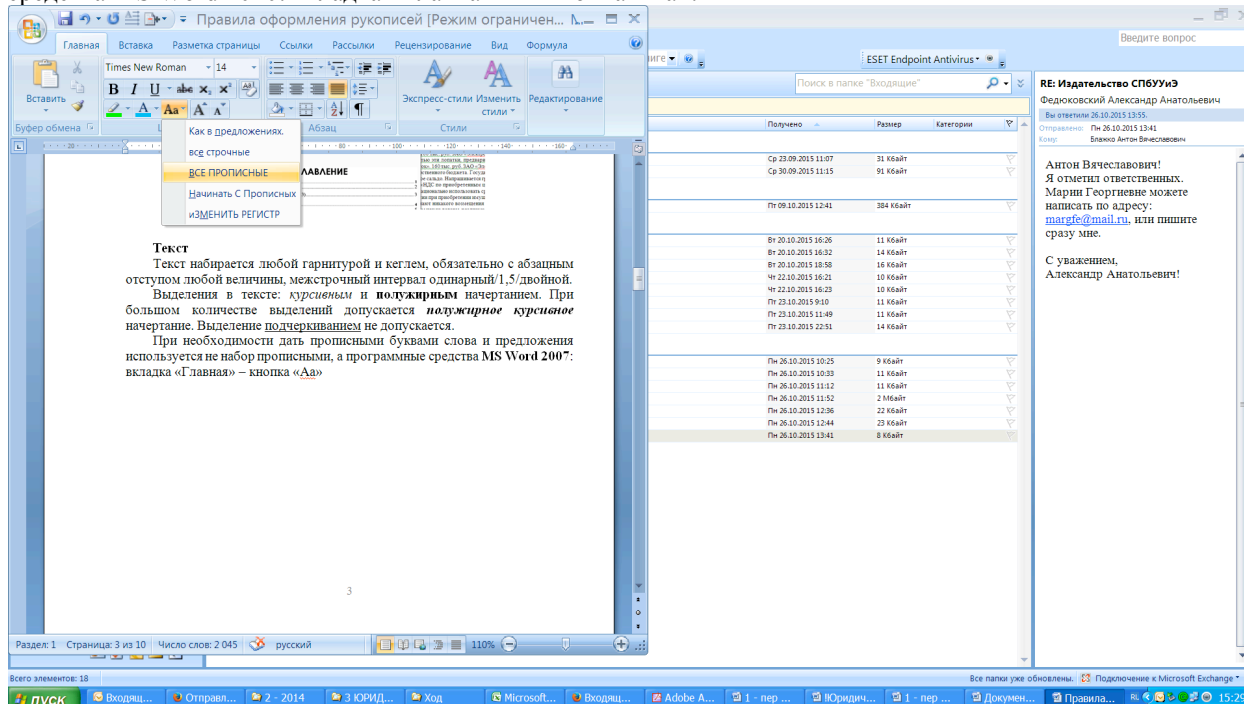 Правила оформления рукописей [Режим ограничен...
Введите вопрос
Главная Вставка Разметка страницы Ссылки Рассылки Рецензирование Вид Формула
ESET Endpoint Antivirus
Times New Roman 14
Вставить
Экспресс-стили Изменить стили Редактирование
Буфер обмена Абзац Стили
Как в предложениях.
все строчные
ВСЕ ПРОПИСНЫЕ
Начинать С Прописных
иЗМЕНИТЬ РЕГИСТР
Текст
Текст набирается любой гарнитурой и кеглем, обязательно с абзацным
отступом любой величины, межстрочный интервал одинарный/1,5/двойной.
Выделения в тексте: курсивным и полужирным начертанием. При
большом количестве выделений допускается полужирное курсивное
начертание. Выделение подчеркиванием не допускается.
При необходимости дать прописными буквами слова и предложения
используется не набор прописными, а программные средства MS Word 2007:
вкладка «Главная» – кнопка «Aa»
3
Раздел: 1 Страница: 3 из 10 Число слов: 2 045 русский 110%
Поиск в папке "Входящие"
Получено Размер Категории
Ср 23.09.2015 11:07 31 Кбайт
Ср 30.09.2015 11:15 91 Кбайт
Пт 09.10.2015 12:41 384 Кбайт
Вт 20.10.2015 16:26 11 Кбайт
Вт 20.10.2015 16:32 14 Кбайт
Вт 20.10.2015 18:58 16 Кбайт
Чт 22.10.2015 16:21 10 Кбайт
Чт 22.10.2015 16:23 10 Кбайт
Пт 23.10.2015 9:10 11 Кбайт
Пт 23.10.2015 11:49 11 Кбайт
Пт 23.10.2015 22:51 14 Кбайт
Пн 26.10.2015 10:25 9 Кбайт
Пн 26.10.2015 10:33 11 Кбайт
Пн 26.10.2015 11:12 11 Кбайт
Пн 26.10.2015 11:52 2 Мбайт
Пн 26.10.2015 12:36 22 Кбайт
Пн 26.10.2015 12:44 23 Кбайт
Пн 26.10.2015 13:41 8 Кбайт
RE: Издательство СПбУУиЭ
Федюковский Александр Анатольевич
Вы ответили 26.10.2015 13:55.
Отправлено: Пн 26.10.2015 13:41
Кому: Блажко Антон Вячеславович
Антон Вячеславович!
Я отметил ответственных.
Марии Георгиевне можете
написать по адресу:
margfe@mail.ru, или пишите
сразу мне.
С уважением,
Александр Анатольевич!
Всего элементов: 18
Все папки уже обновлены. Подключение к Microsoft Exchange
пуск Входящ... Отправл... 2 - 2014 3 ЮРИД... Ход Microsoft... Входящ... Adobe A... 1 - пер ... !Юридич... 1 - пер ... Докумен... Правила... RL 15:29